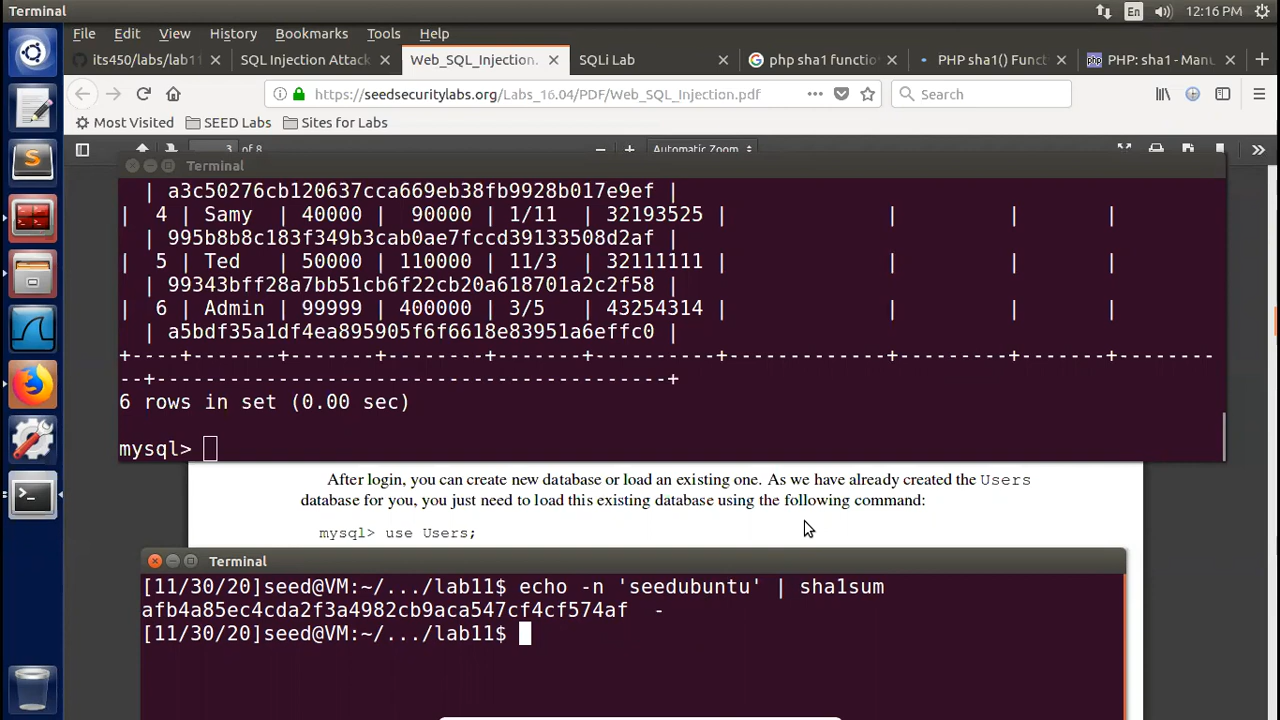 Terminal
En
12:16 PM
File Edit View History Bookmarks Tools Help
its450/labs/lab11
SQL Injection Attack
Web_SQL_Injection.
SQLi Lab
php sha1 functio
PHP sha1() Functi
PHP: sha1 - Manu
https://seedsecuritylabs.org/Labs_16.04/PDF/Web_SQL_Injection.pdf
Search
Most Visited
SEED Labs
Sites for Labs
3 of 8
Automatic Zoom
Terminal
| a3c50276cb120637cca669eb38fb9928b017e9ef |
| 4 | Samy | 40000 | 90000 | 1/11 | 32193525 | | | |
| 995b8b8c183f349b3cab0ae7fccd39133508d2af |
| 5 | Ted | 50000 | 110000 | 11/3 | 32111111 | | | |
| 99343bff28a7bb51cb6f22cb20a618701a2c2f58 |
| 6 | Admin | 99999 | 400000 | 3/5 | 43254314 | | | |
| a5bdf35a1df4ea895905f6f6618e83951a6effc0 |
+----+-------+-------+--------+-------+----------+-------------+---------+-------+--------
--+------------------------------------------+
6 rows in set (0.00 sec)
mysql>
After login, you can create new database or load an existing one. As we have already created the Users
database for you, you just need to load this existing database using the following command:
mysql> use Users;
Terminal
[11/30/20]seed@VM:~/.../lab11$ echo -n 'seedubuntu' | sha1sum
afb4a85ec4cda2f3a4982cb9aca547cf4cf574af -
[11/30/20]seed@VM:~/.../lab11$